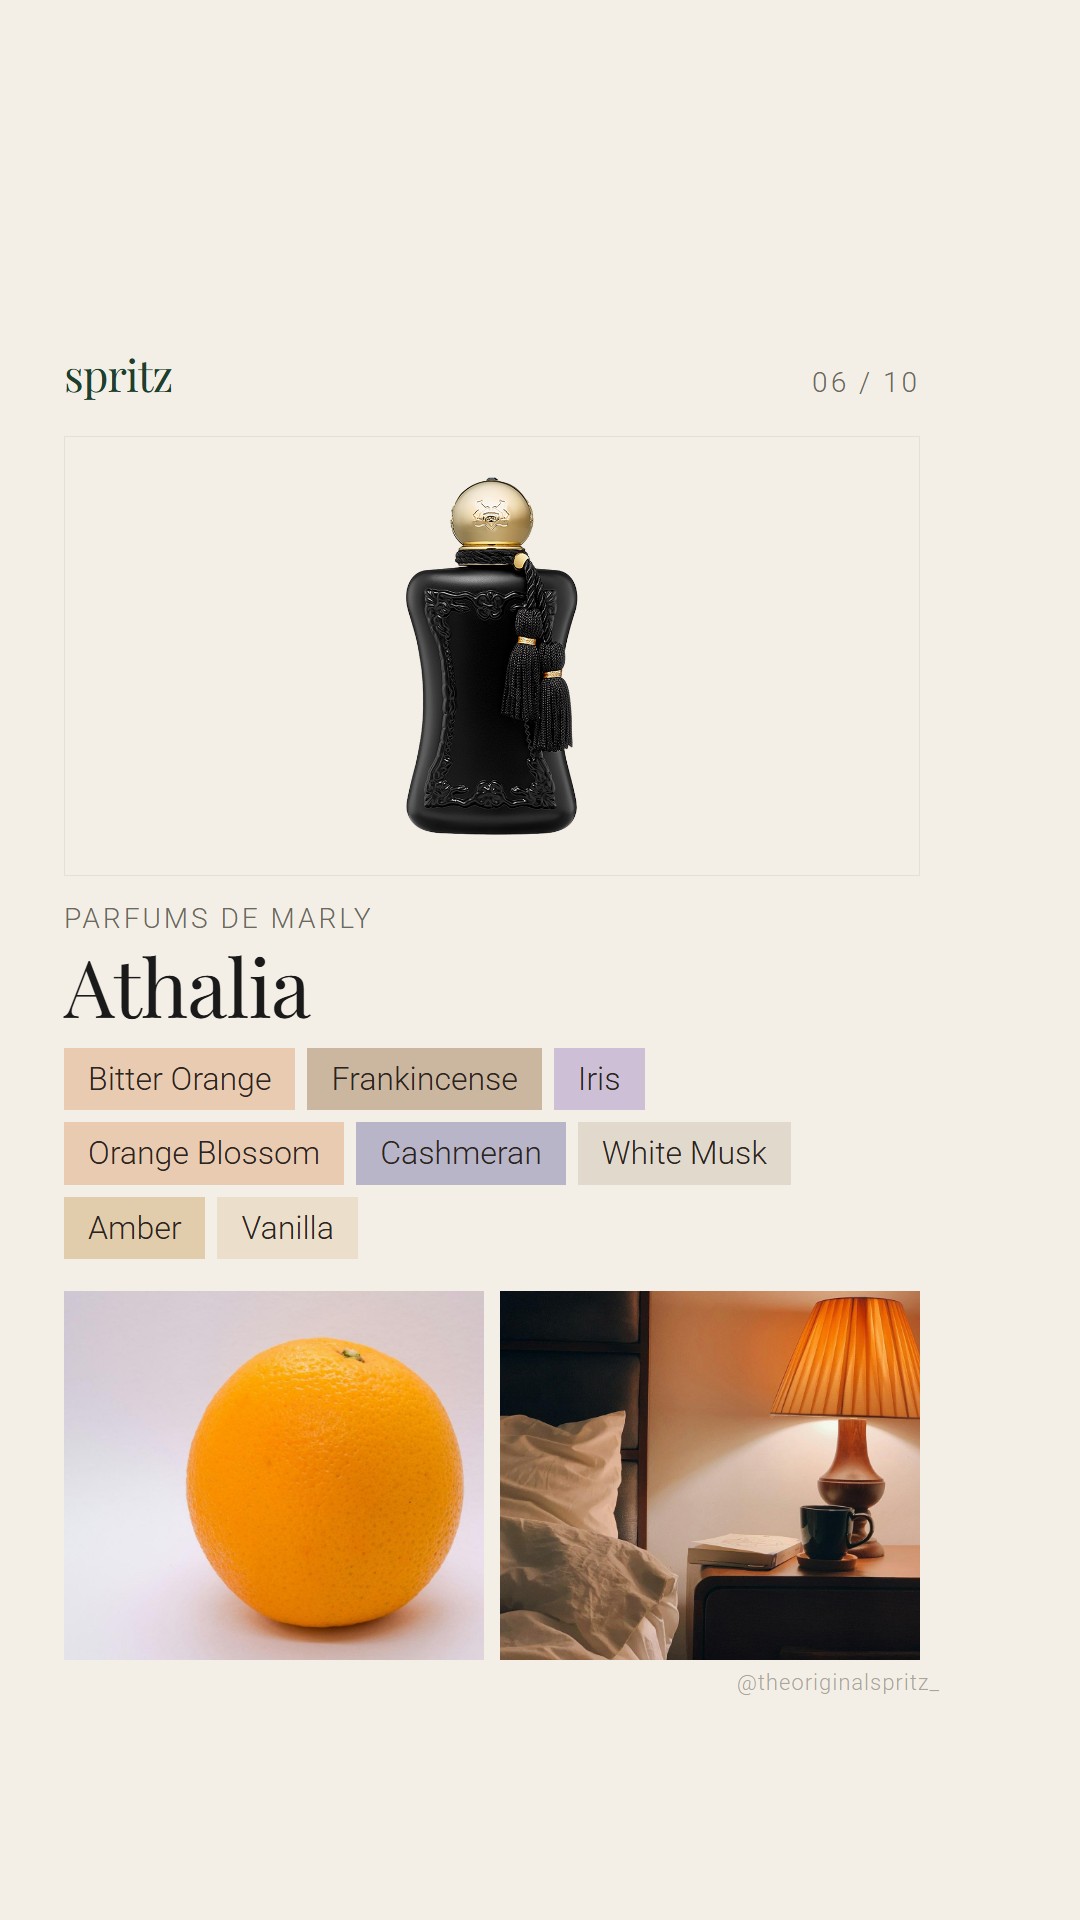 spritz
06 / 10
PARFUMS DE MARLY
Athalia
Bitter Orange Frankincense Iris
Orange Blossom Cashmeran White Musk
Amber Vanilla
@theoriginalspritz_